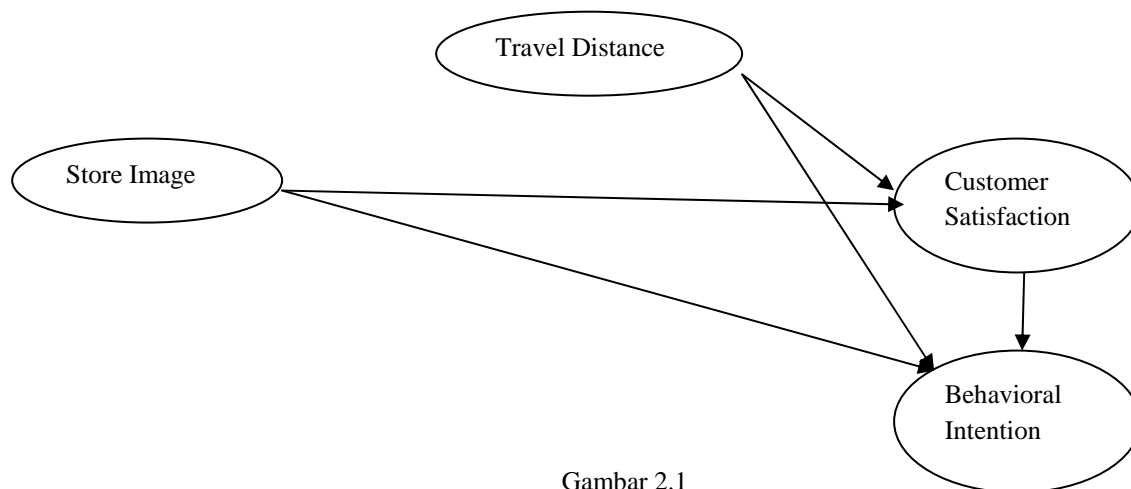 Travel Distance
Store Image
Customer
Satisfaction
Behavioral
Intention
Gambar 2.1